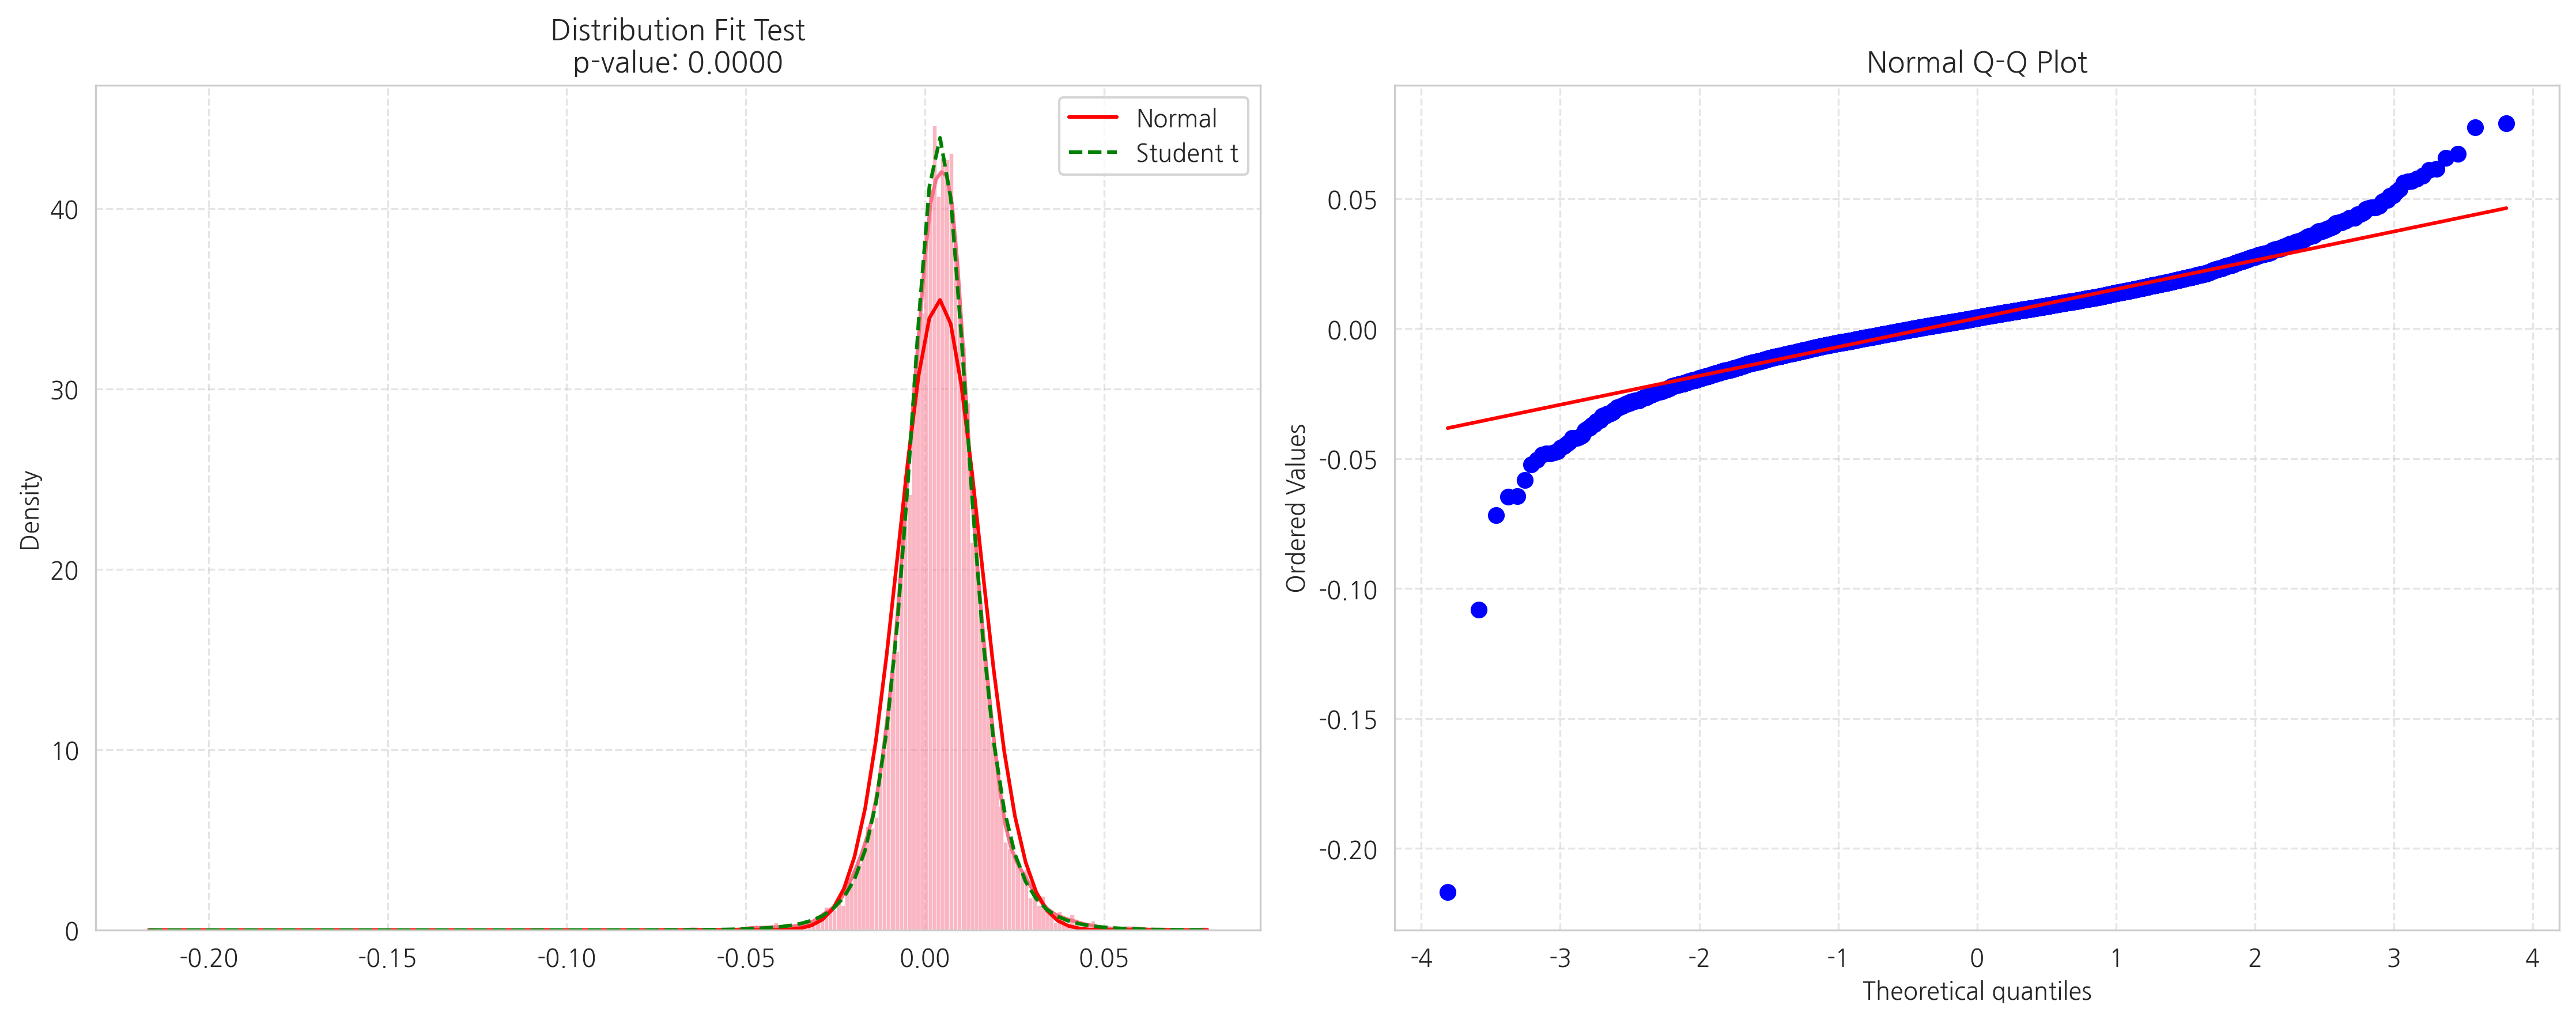 Distribution Fit Test
p-value: 0.0000
Normal
Student t
Density
40
30
20
10
0
-0.20 -0.15 -0.10 -0.05 0.00 0.05
Normal Q-Q Plot
Ordered Values
0.05
0.00
-0.05
-0.10
-0.15
-0.20
-4 -3 -2 -1 0 1 2 3 4
Theoretical quantiles